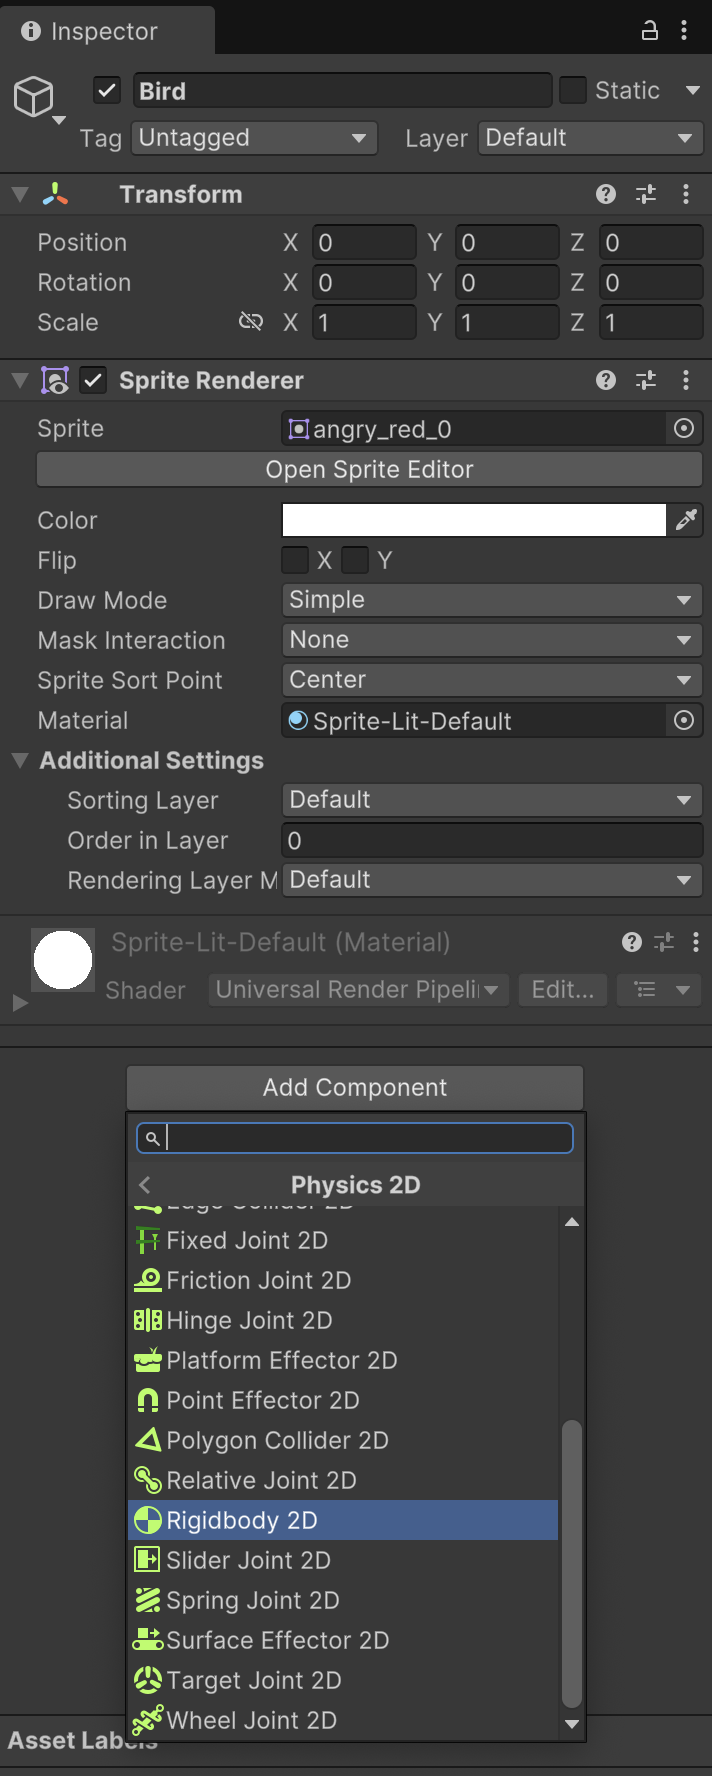 Inspector
Bird
Static
Tag Untagged Layer Default
Transform
Position X 0 Y 0 Z 0
Rotation X 0 Y 0 Z 0
Scale X 1 Y 1 Z 1
Sprite Renderer
Sprite angry_red_0
Open Sprite Editor
Color
Flip X Y
Draw Mode Simple
Mask Interaction None
Sprite Sort Point Center
Material Sprite-Lit-Default
Additional Settings
Sorting Layer Default
Order in Layer 0
Rendering Layer M Default
Sprite-Lit-Default (Material)
Shader Universal Render Pipeli Edit...
Add Component
Physics 2D
Edge Collider 2D
Fixed Joint 2D
Friction Joint 2D
Hinge Joint 2D
Platform Effector 2D
Point Effector 2D
Polygon Collider 2D
Relative Joint 2D
Rigidbody 2D
Slider Joint 2D
Spring Joint 2D
Surface Effector 2D
Target Joint 2D
Wheel Joint 2D
Asset Labels